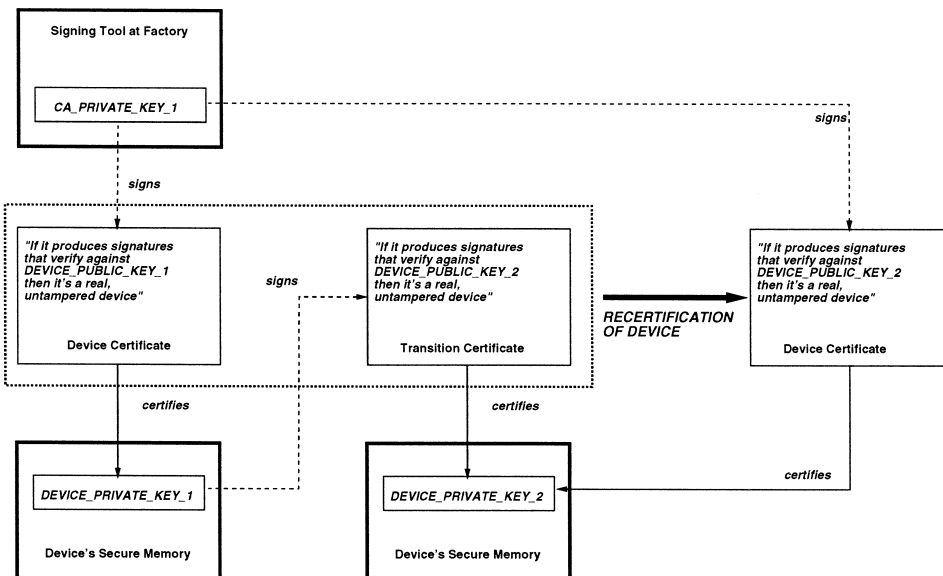 Signing Tool at Factory
CA_PRIVATE_KEY_1
signs
signs
"If it produces signatures
that verify against
DEVICE_PUBLIC_KEY_1
then it's a real,
untampered device"
Device Certificate
signs
"If it produces signatures
that verify against
DEVICE_PUBLIC_KEY_2
then it's a real,
untampered device"
Transition Certificate
RECERTIFICATION
OF DEVICE
"If it produces signatures
that verify against
DEVICE_PUBLIC_KEY_2
then it's a real,
untampered device"
Device Certificate
certifies
certifies
certifies
DEVICE_PRIVATE_KEY_1
Device's Secure Memory
DEVICE_PRIVATE_KEY_2
Device's Secure Memory